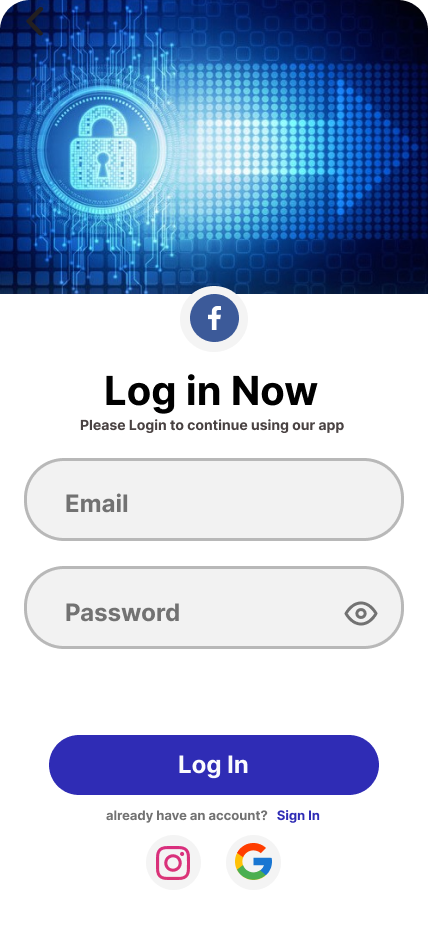 Log in Now
Please Login to continue using our app
Email
Password
Log In
already have an account? Sign In